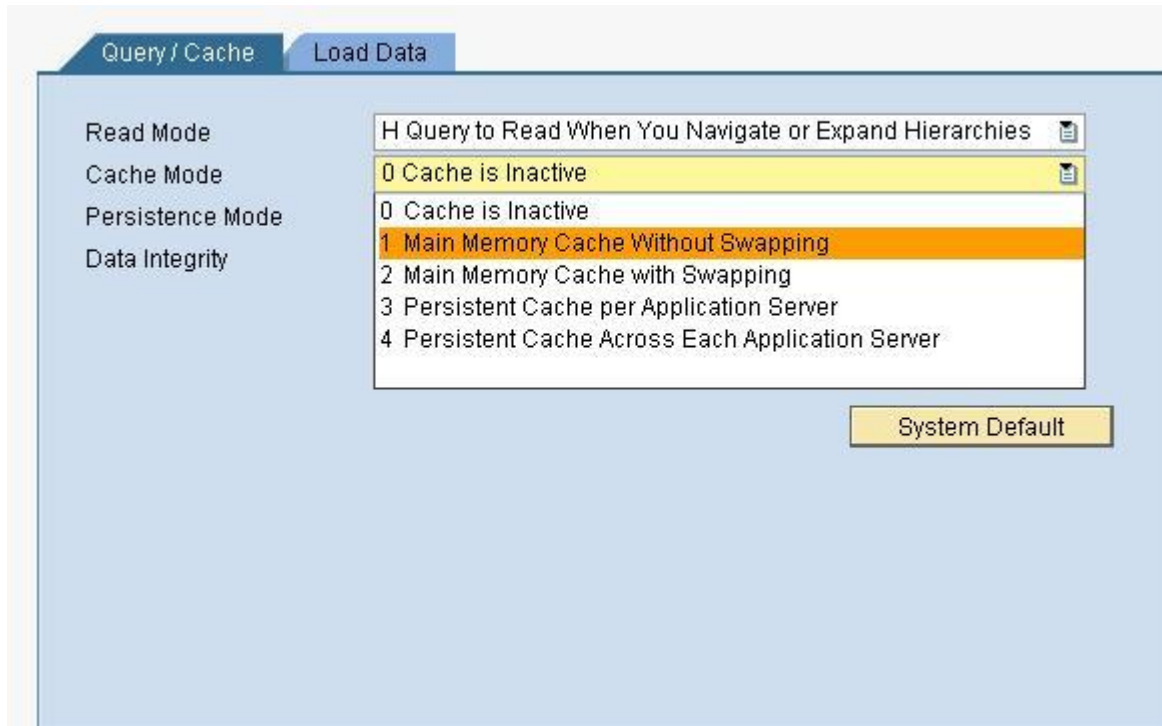 Query / Cache Load Data
Read Mode H Query to Read When You Navigate or Expand Hierarchies
Cache Mode 0 Cache is Inactive
Persistence Mode 0 Cache is Inactive
1 Main Memory Cache Without Swapping
Data Integrity
2 Main Memory Cache with Swapping
3 Persistent Cache per Application Server
4 Persistent Cache Across Each Application Server
System Default